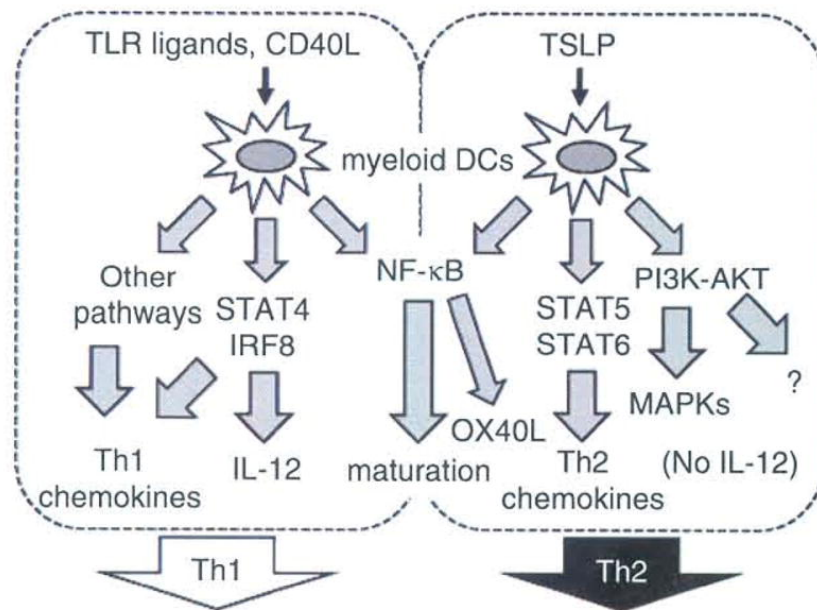 TLR ligands, CD40L
TSLP
myeloid DCs
Other
pathways
STAT4
IRF8
NF-κB
STAT5
STAT6
PI3K-AKT
?
MAPKs
OX40L
Th1
chemokines
IL-12
maturation
Th2
chemokines
(No IL-12)
Th1
Th2